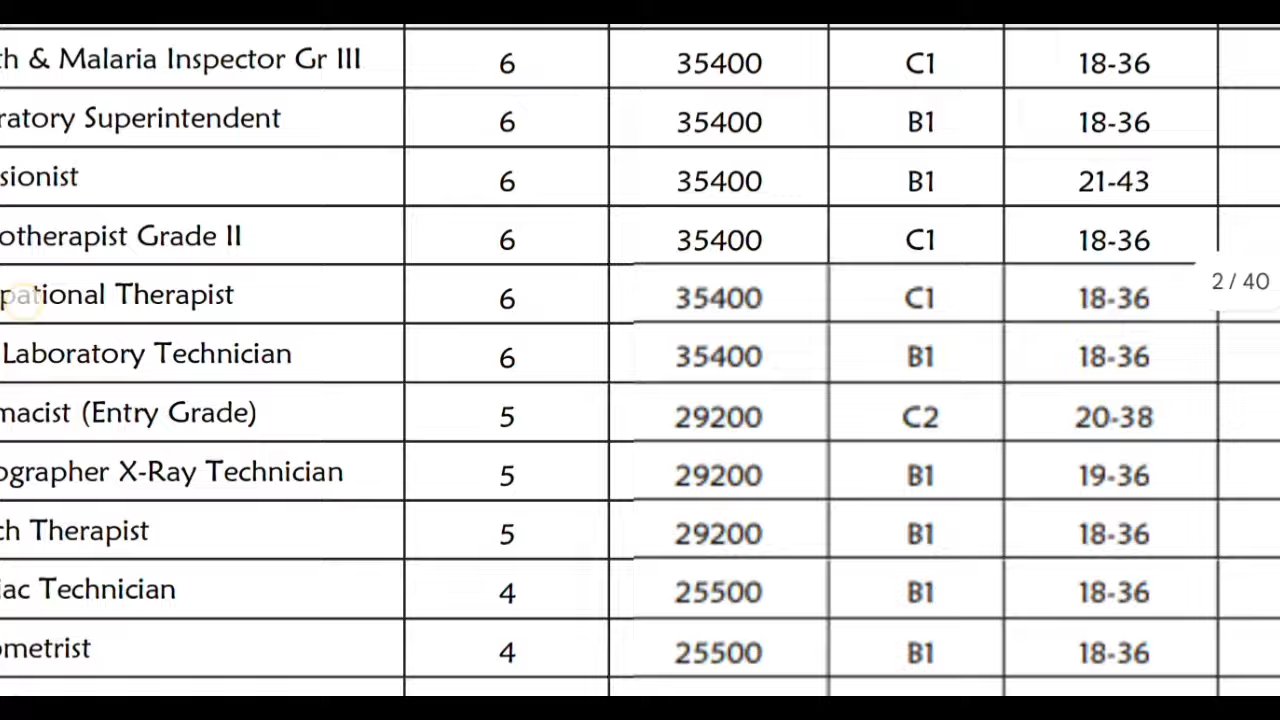 th & Malaria Inspector Gr III 6 35400 C1 18-36
ratory Superintendent 6 35400 B1 18-36
sionist 6 35400 B1 21-43
otherapist Grade II 6 35400 C1 18-36
2 / 40
pational Therapist 6 35400 C1 18-36
Laboratory Technician 6 35400 B1 18-36
macist (Entry Grade) 5 29200 C2 20-38
ographer X-Ray Technician 5 29200 B1 19-36
ch Therapist 5 29200 B1 18-36
iac Technician 4 25500 B1 18-36
ometrist 4 25500 B1 18-36